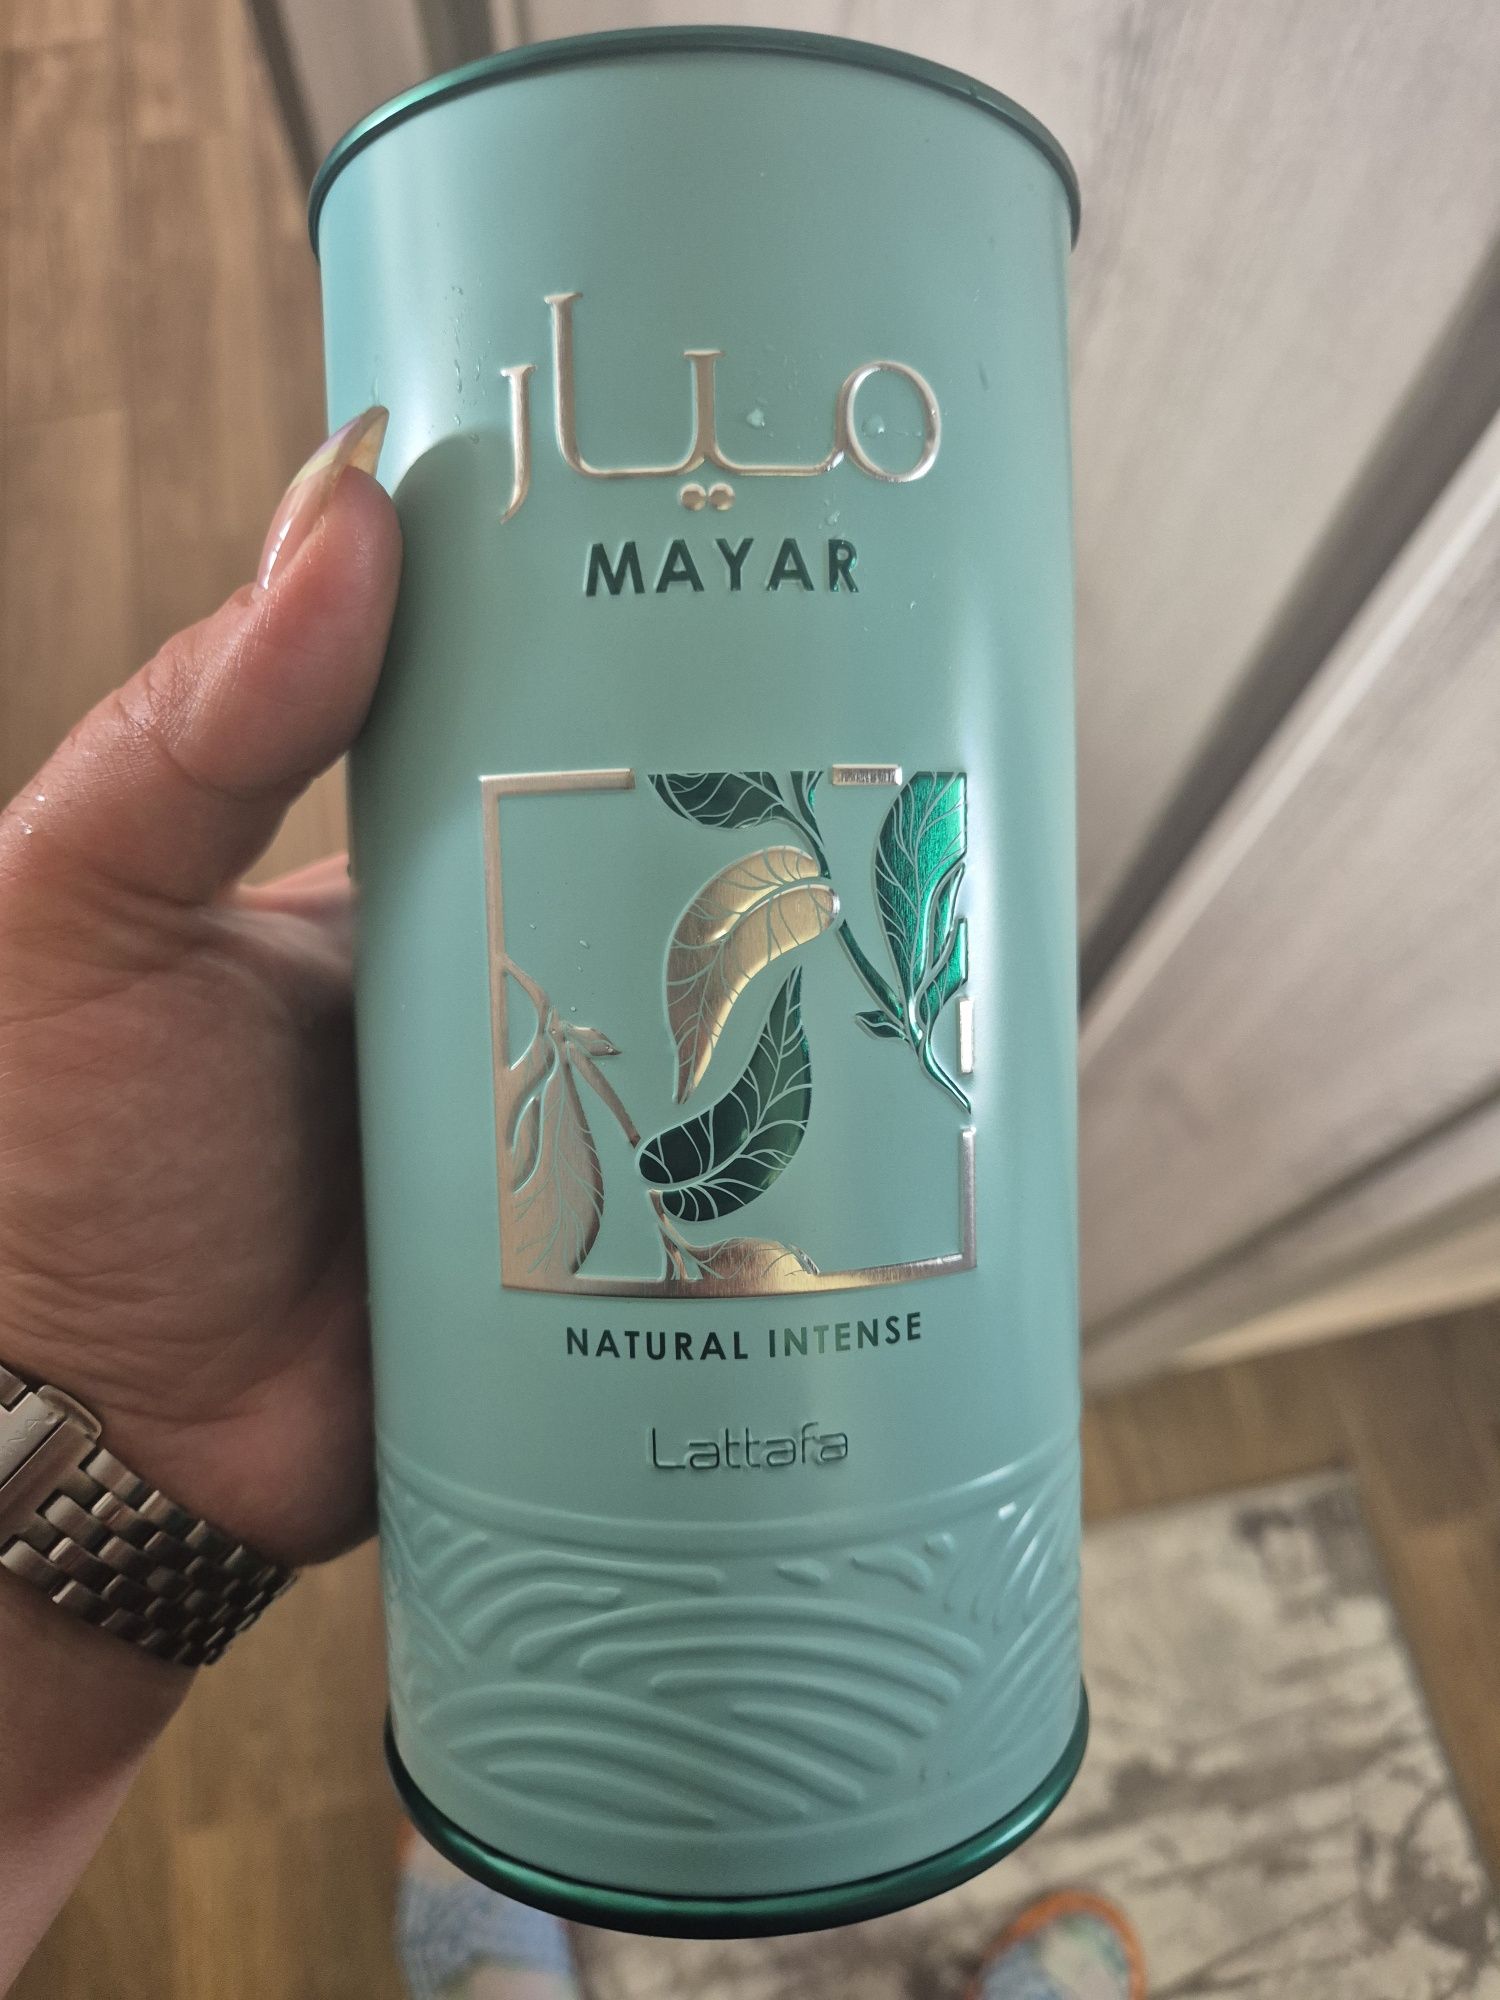 ميار
MAYAR
NATURAL INTENSE
Lattafa